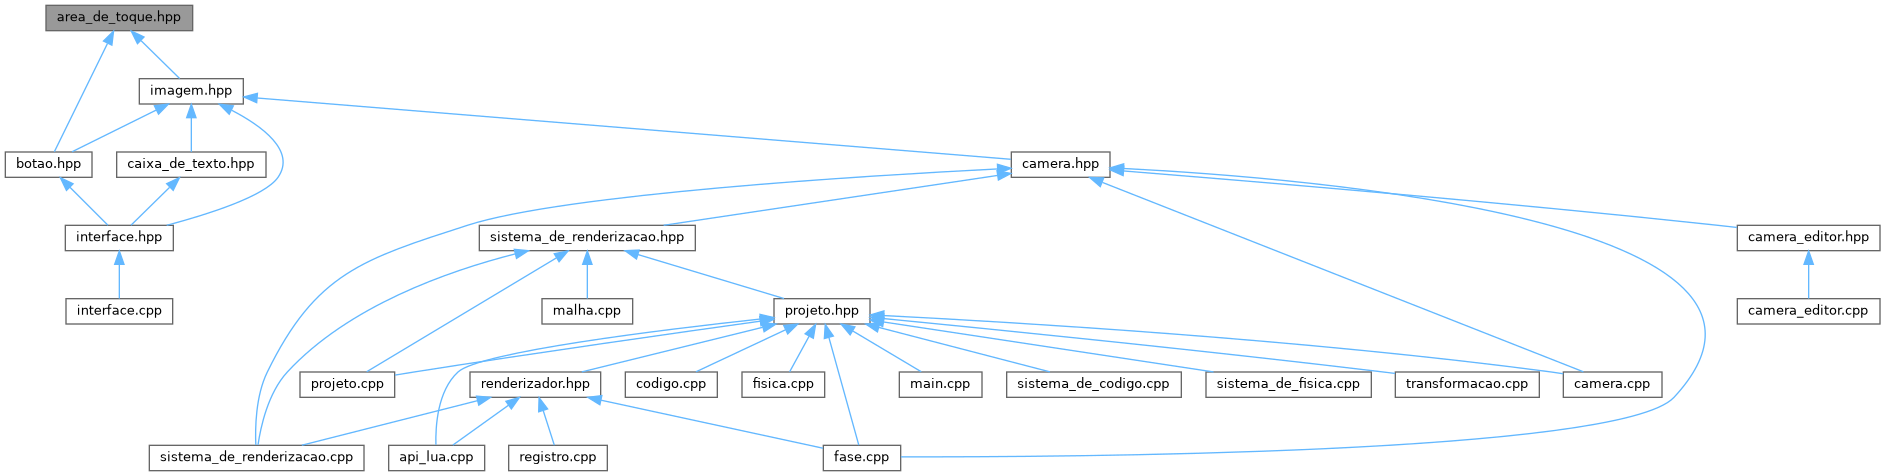 area_de_toque.hpp
imagem.hpp
botao.hpp
caixa_de_texto.hpp
camera.hpp
interface.hpp
sistema_de_renderizacao.hpp
camera_editor.hpp
interface.cpp
malha.cpp
projeto.hpp
camera_editor.cpp
projeto.cpp
renderizador.hpp
codigo.cpp
fisica.cpp
main.cpp
sistema_de_codigo.cpp
sistema_de_fisica.cpp
transformacao.cpp
camera.cpp
sistema_de_renderizacao.cpp
api_lua.cpp
registro.cpp
fase.cpp